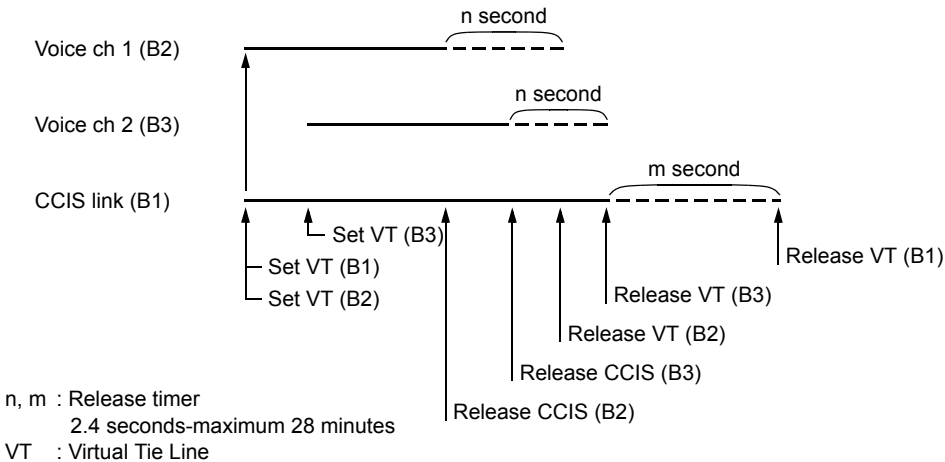 n second
Voice ch 1 (B2)
n second
Voice ch 2 (B3)
m second
CCIS link (B1)
Set VT (B3)
Release VT (B1)
Set VT (B1)
Set VT (B2)
Release VT (B3)
Release VT (B2)
Release CCIS (B3)
n, m : Release timer
Release CCIS (B2)
2.4 seconds-maximum 28 minutes
VT : Virtual Tie Line